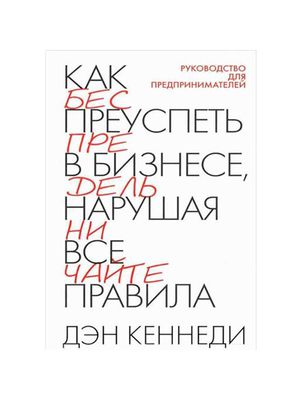 РУКОВОДСТВО
ДЛЯ
ПРЕДПРИНИМАТЕЛЕЙ
КАК
БЕС
ПРЕУСПЕТЬ
ПРЕ
В БИЗНЕСЕ,
ДЕЛЬ
НАРУШАЯ
НИ
ВСЕ
ЧАЙТЕ
ПРАВИЛА
ДЭН КЕННЕДИ